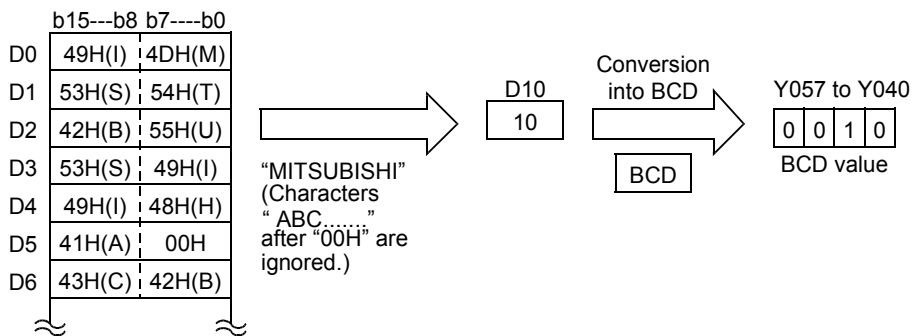 b15---b8 b7----b0
D0 49H(I) 4DH(M)
D1 53H(S) 54H(T)
D2 42H(B) 55H(U)
D3 53H(S) 49H(I)
D4 49H(I) 48H(H)
D5 41H(A) 00H
D6 43H(C) 42H(B)
“MITSUBISHI”
(Characters
“ ABC.......”
after “00H” are
ignored.)
D10
10
Conversion
into BCD
BCD
Y057 to Y040
0 0 1 0
BCD value